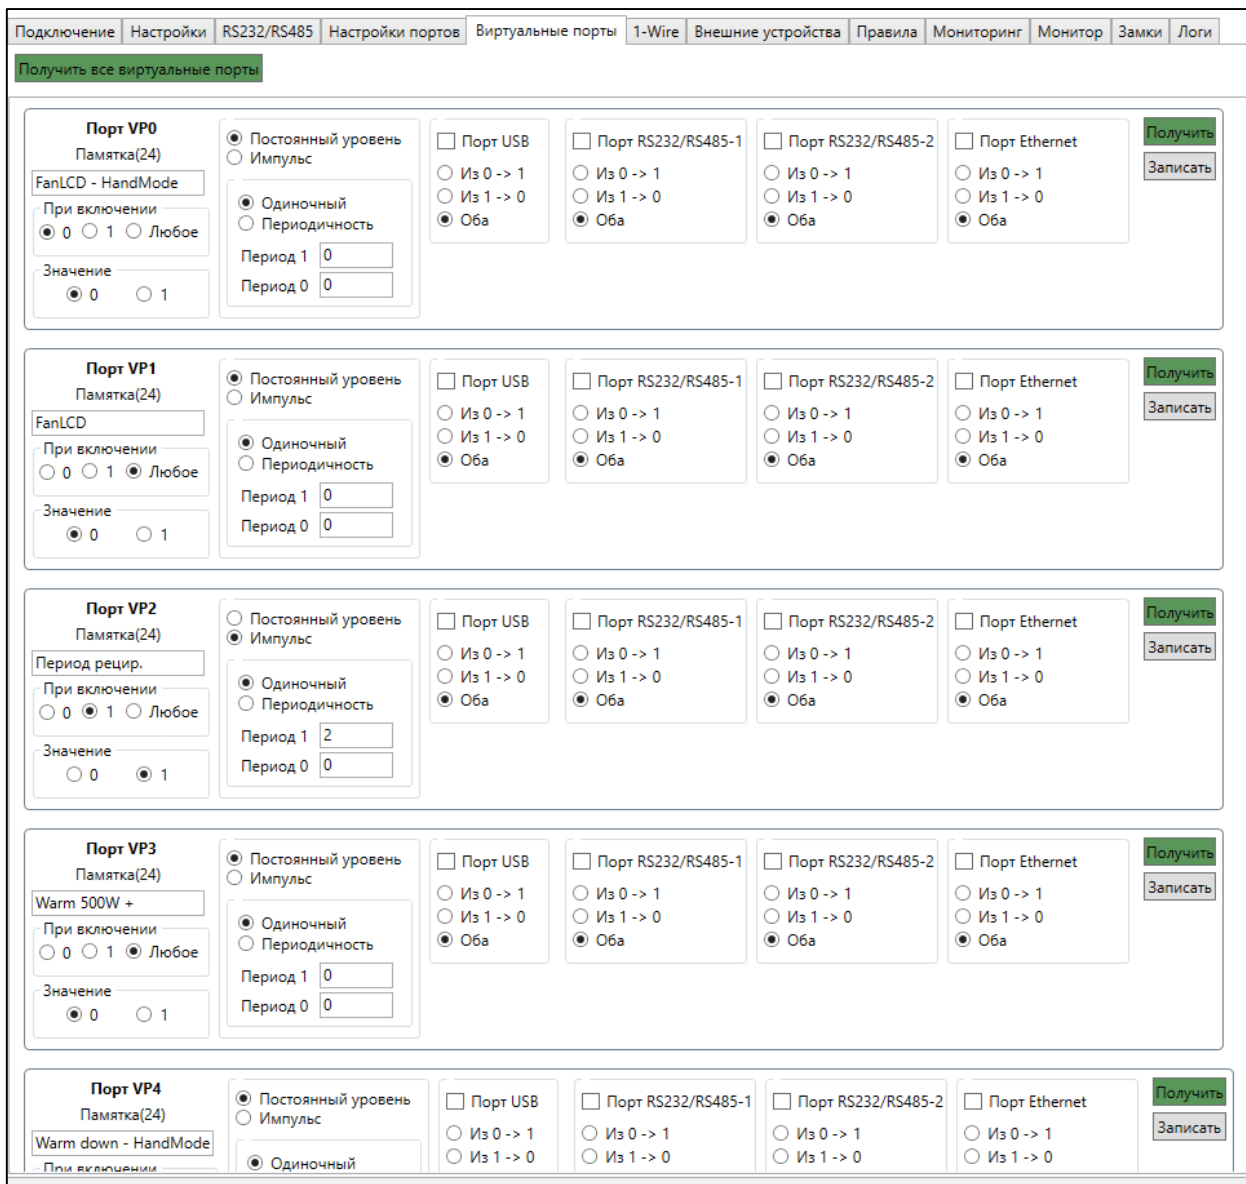 Подключение Настройки RS232/RS485 Настройки портов Виртуальные порты 1-Wire Внешние устройства Правила Мониторинг Монитор Замки Логи
Получить все виртуальные порты
Порт VP0
Памятка(24)
FanLCD - HandMode
При включении
0 1 Любое
Значение
0 1
Постоянный уровень
Импульс
Одиночный
Периодичность
Период 1 0
Период 0 0
Порт USB
Из 0 -> 1
Из 1 -> 0
Оба
Порт RS232/RS485-1
Из 0 -> 1
Из 1 -> 0
Оба
Порт RS232/RS485-2
Из 0 -> 1
Из 1 -> 0
Оба
Порт Ethernet
Из 0 -> 1
Из 1 -> 0
Оба
Получить
Записать
Порт VP1
Памятка(24)
FanLCD
При включении
0 1 Любое
Значение
0 1
Постоянный уровень
Импульс
Одиночный
Периодичность
Период 1 0
Период 0 0
Порт USB
Из 0 -> 1
Из 1 -> 0
Оба
Порт RS232/RS485-1
Из 0 -> 1
Из 1 -> 0
Оба
Порт RS232/RS485-2
Из 0 -> 1
Из 1 -> 0
Оба
Порт Ethernet
Из 0 -> 1
Из 1 -> 0
Оба
Получить
Записать
Порт VP2
Памятка(24)
Период рецир.
При включении
0 1 Любое
Значение
0 1
Постоянный уровень
Импульс
Одиночный
Периодичность
Период 1 2
Период 0 0
Порт USB
Из 0 -> 1
Из 1 -> 0
Оба
Порт RS232/RS485-1
Из 0 -> 1
Из 1 -> 0
Оба
Порт RS232/RS485-2
Из 0 -> 1
Из 1 -> 0
Оба
Порт Ethernet
Из 0 -> 1
Из 1 -> 0
Оба
Получить
Записать
Порт VP3
Памятка(24)
Warm 500W +
При включении
0 1 Любое
Значение
0 1
Постоянный уровень
Импульс
Одиночный
Периодичность
Период 1 0
Период 0 0
Порт USB
Из 0 -> 1
Из 1 -> 0
Оба
Порт RS232/RS485-1
Из 0 -> 1
Из 1 -> 0
Оба
Порт RS232/RS485-2
Из 0 -> 1
Из 1 -> 0
Оба
Порт Ethernet
Из 0 -> 1
Из 1 -> 0
Оба
Получить
Записать
Порт VP4
Памятка(24)
Warm down - HandMode
При включении
Постоянный уровень
Импульс
Одиночный
Порт USB
Из 0 -> 1
Из 1 -> 0
Порт RS232/RS485-1
Из 0 -> 1
Из 1 -> 0
Порт RS232/RS485-2
Из 0 -> 1
Из 1 -> 0
Порт Ethernet
Из 0 -> 1
Из 1 -> 0
Получить
Записать